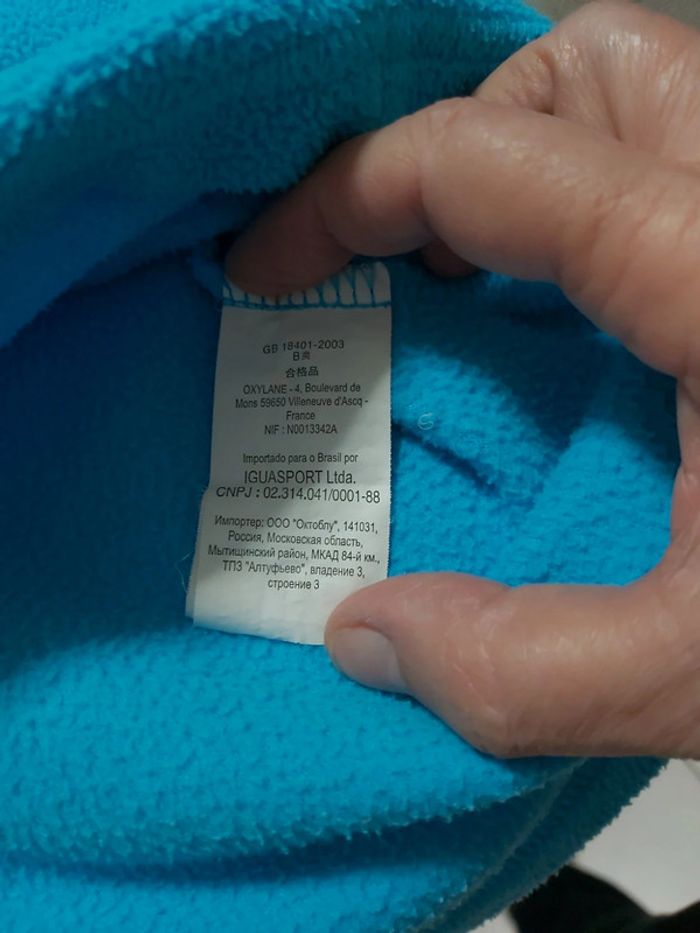 GB 18401-2003
B类
合格品
OXYLANE - 4, Boulevard de
Mons 59650 Villeneuve d'Ascq -
France
NIF : N0013342A
Importado para o Brasil por
IGUASPORT Ltda.
CNPJ : 02.314.041/0001-88
Импортер: ООО "Октоблу", 141031,
Россия, Московская область,
Мытищинский район, МКАД 84-й км.,
ТПЗ "Алтуфьево", владение 3,
строение 3